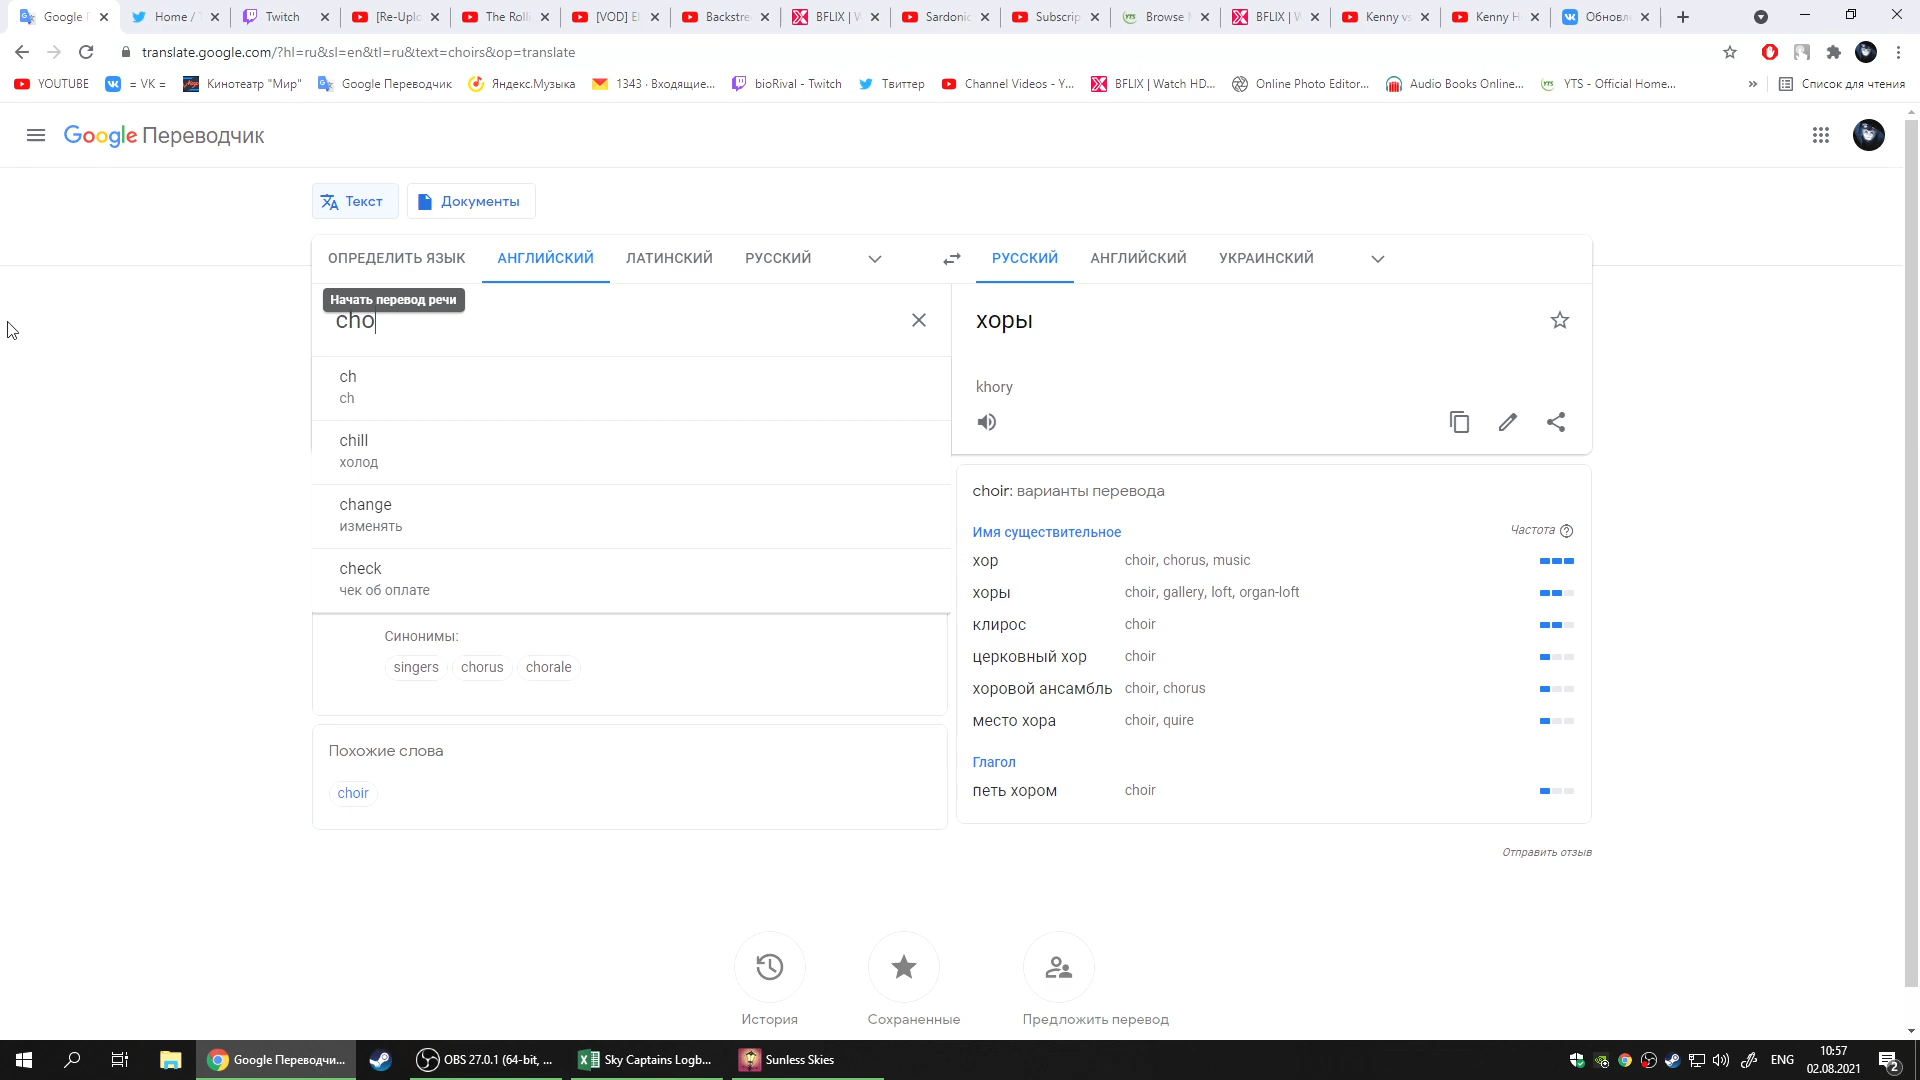 Google П
Home / T
Twitch
[Re-Uplo
The Rolli
[VOD] El
Backstre
BFLIX | W
Sardonic
Subscrip
Browse M
BFLIX | W
Kenny vs
Kenny H
Обновле
translate.google.com/?hl=ru&sl=en&tl=ru&text=choirs&op=translate
YOUTUBE
= VK =
Кинотеатр "Мир"
Google Переводчик
Яндекс.Музыка
1343 · Входящие...
bioRival - Twitch
Твиттер
Channel Videos - Y...
BFLIX | Watch HD...
Online Photo Editor...
Audio Books Online...
YTS - Official Home...
»
Список для чтения
Google Переводчик
Текст
Документы
ОПРЕДЕЛИТЬ ЯЗЫК
АНГЛИЙСКИЙ
ЛАТИНСКИЙ
РУССКИЙ
РУССКИЙ
АНГЛИЙСКИЙ
УКРАИНСКИЙ
Начать перевод речи
cho
ch
ch
chill
холод
change
изменять
check
чек об оплате
Синонимы:
singers
chorus
chorale
Похожие слова
choir
хоры
khory
choir: варианты перевода
Имя существительное
Частота
хор choir, chorus, music
хоры choir, gallery, loft, organ-loft
клирос choir
церковный хор choir
хоровой ансамбль choir, chorus
место хора choir, quire
Глагол
петь хором choir
Отправить отзыв
История
Сохраненные
Предложить перевод
Google Переводчи...
OBS 27.0.1 (64-bit, ...
Sky Captains Logb...
Sunless Skies
ENG
10:57
02.08.2021
2